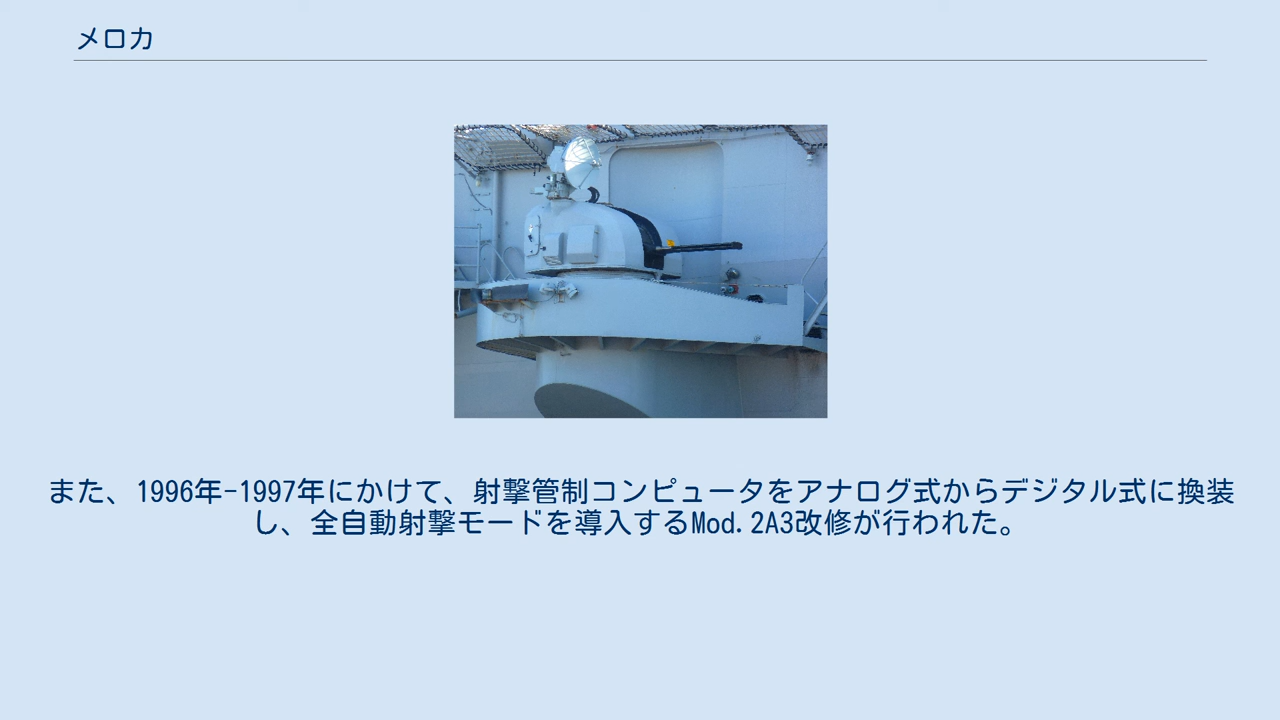 メロカ
また、1996年-1997年にかけて、射撃管制コンピュータをアナログ式からデジタル式に換装
し、全自動射撃モードを導入するMod.2A3改修が行われた。